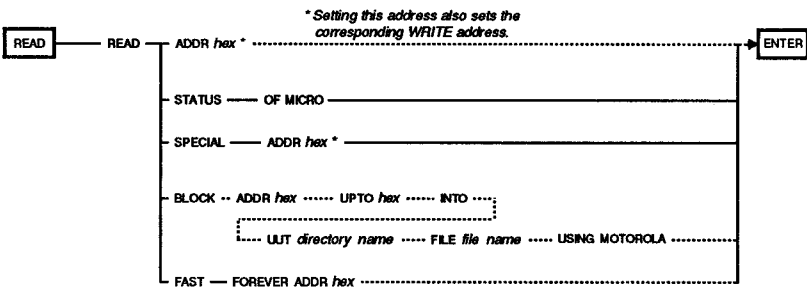 * Setting this address also sets the
corresponding WRITE address.
READ READ ADDR hex * ENTER
STATUS OF MICRO
SPECIAL ADDR hex *
BLOCK ADDR hex UPTO hex INTO
UUT directory name FILE file name USING MOTOROLA
FAST FOREVER ADDR hex